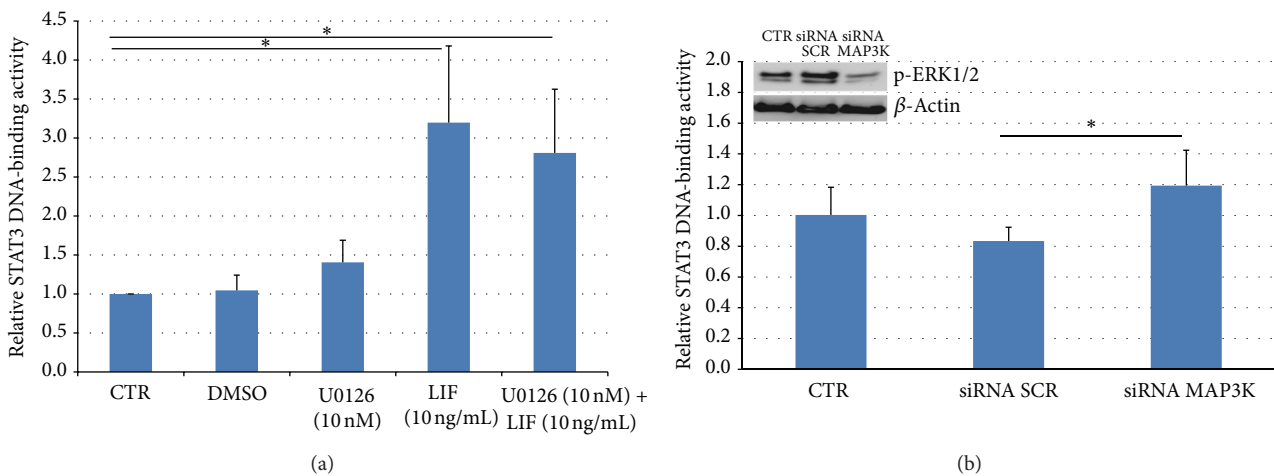 Relative STAT3 DNA-binding activity
4.5
4.0
3.5
3.0
2.5
2.0
1.5
1.0
0.5
0.0
*
*
CTR
DMSO
U0126
(10 nM)
LIF
(10 ng/mL)
U0126 (10 nM) +
LIF (10 ng/mL)
(a)
Relative STAT3 DNA-binding activity
2.0
1.8
1.6
1.4
1.2
1.0
0.8
0.6
0.4
0.2
0.0
CTR siRNA siRNA
SCR MAP3K
p-ERK1/2
β-Actin
*
CTR
siRNA SCR
siRNA MAP3K
(b)